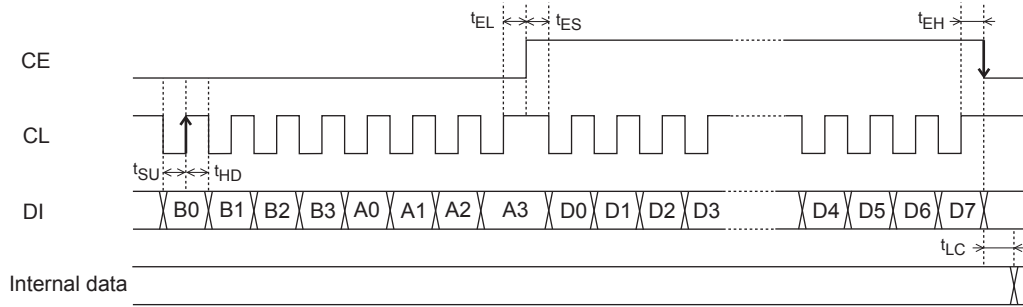 tEL tES tEH
CE
CL
tSU tHD
DI B0 B1 B2 B3 A0 A1 A2 A3 D0 D1 D2 D3 D4 D5 D6 D7
tLC
Internal data